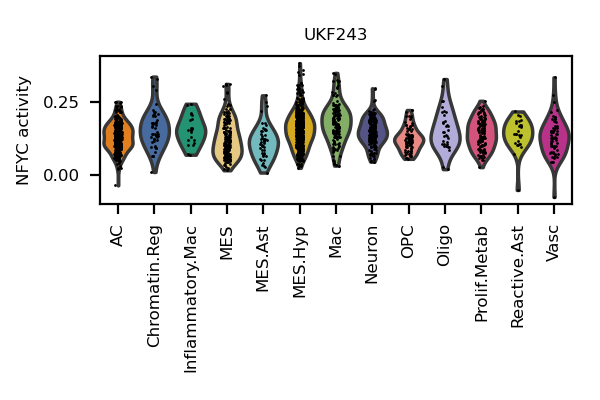 UKF243
NFYC activity
0.25
0.00
AC
Chromatin.Reg
Inflammatory.Mac
MES
MES.Ast
MES.Hyp
Mac
Neuron
OPC
Oligo
Prolif.Metab
Reactive.Ast
Vasc